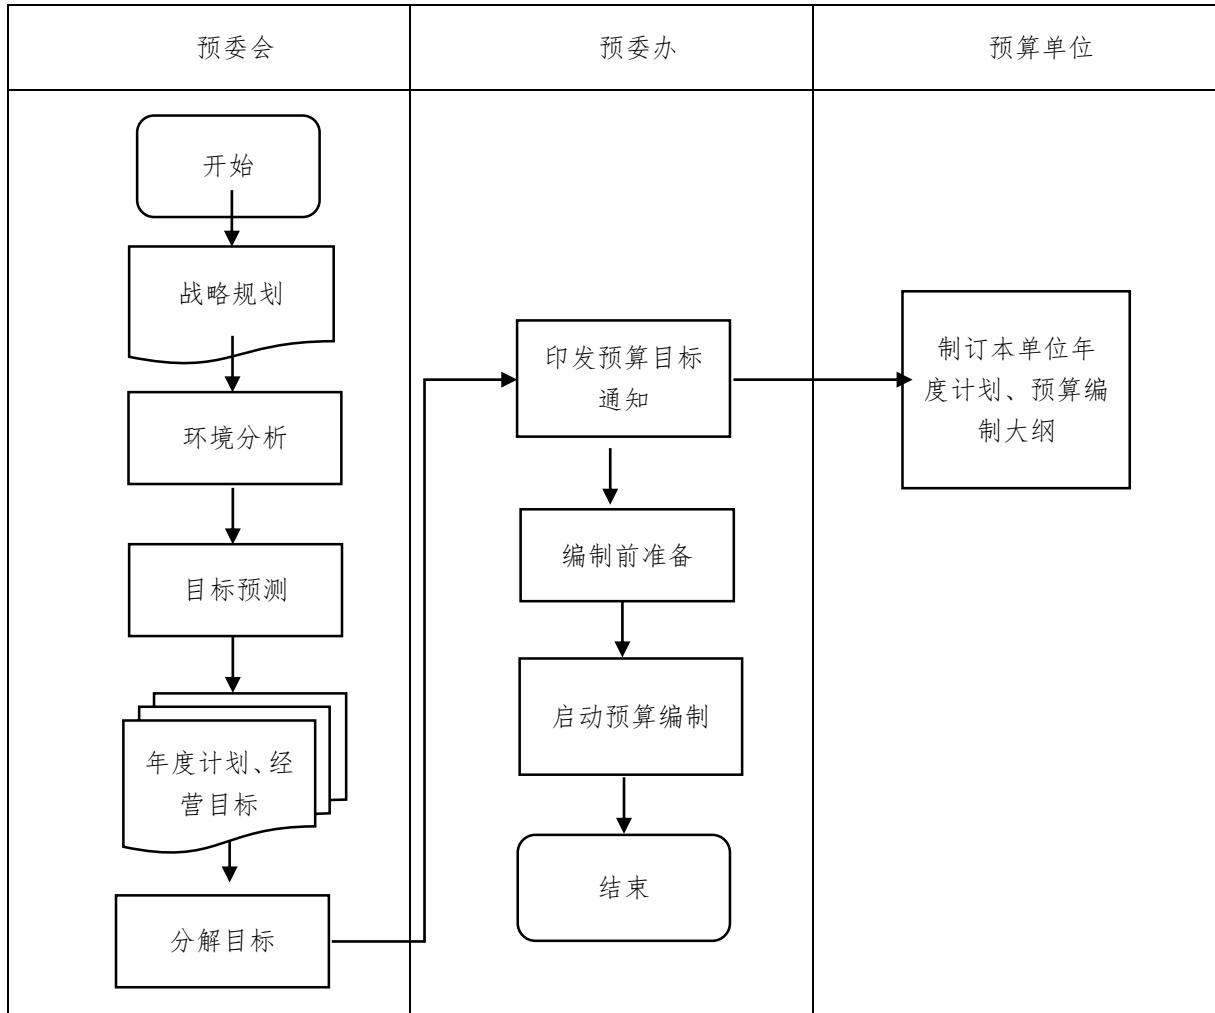 预委会
预委办
预算单位
开始
战略规划
环境分析
目标预测
年度计划、经
营目标
分解目标
印发预算目标
通知
编制前准备
启动预算编制
结束
制订本单位年
度计划、预算编
制大纲